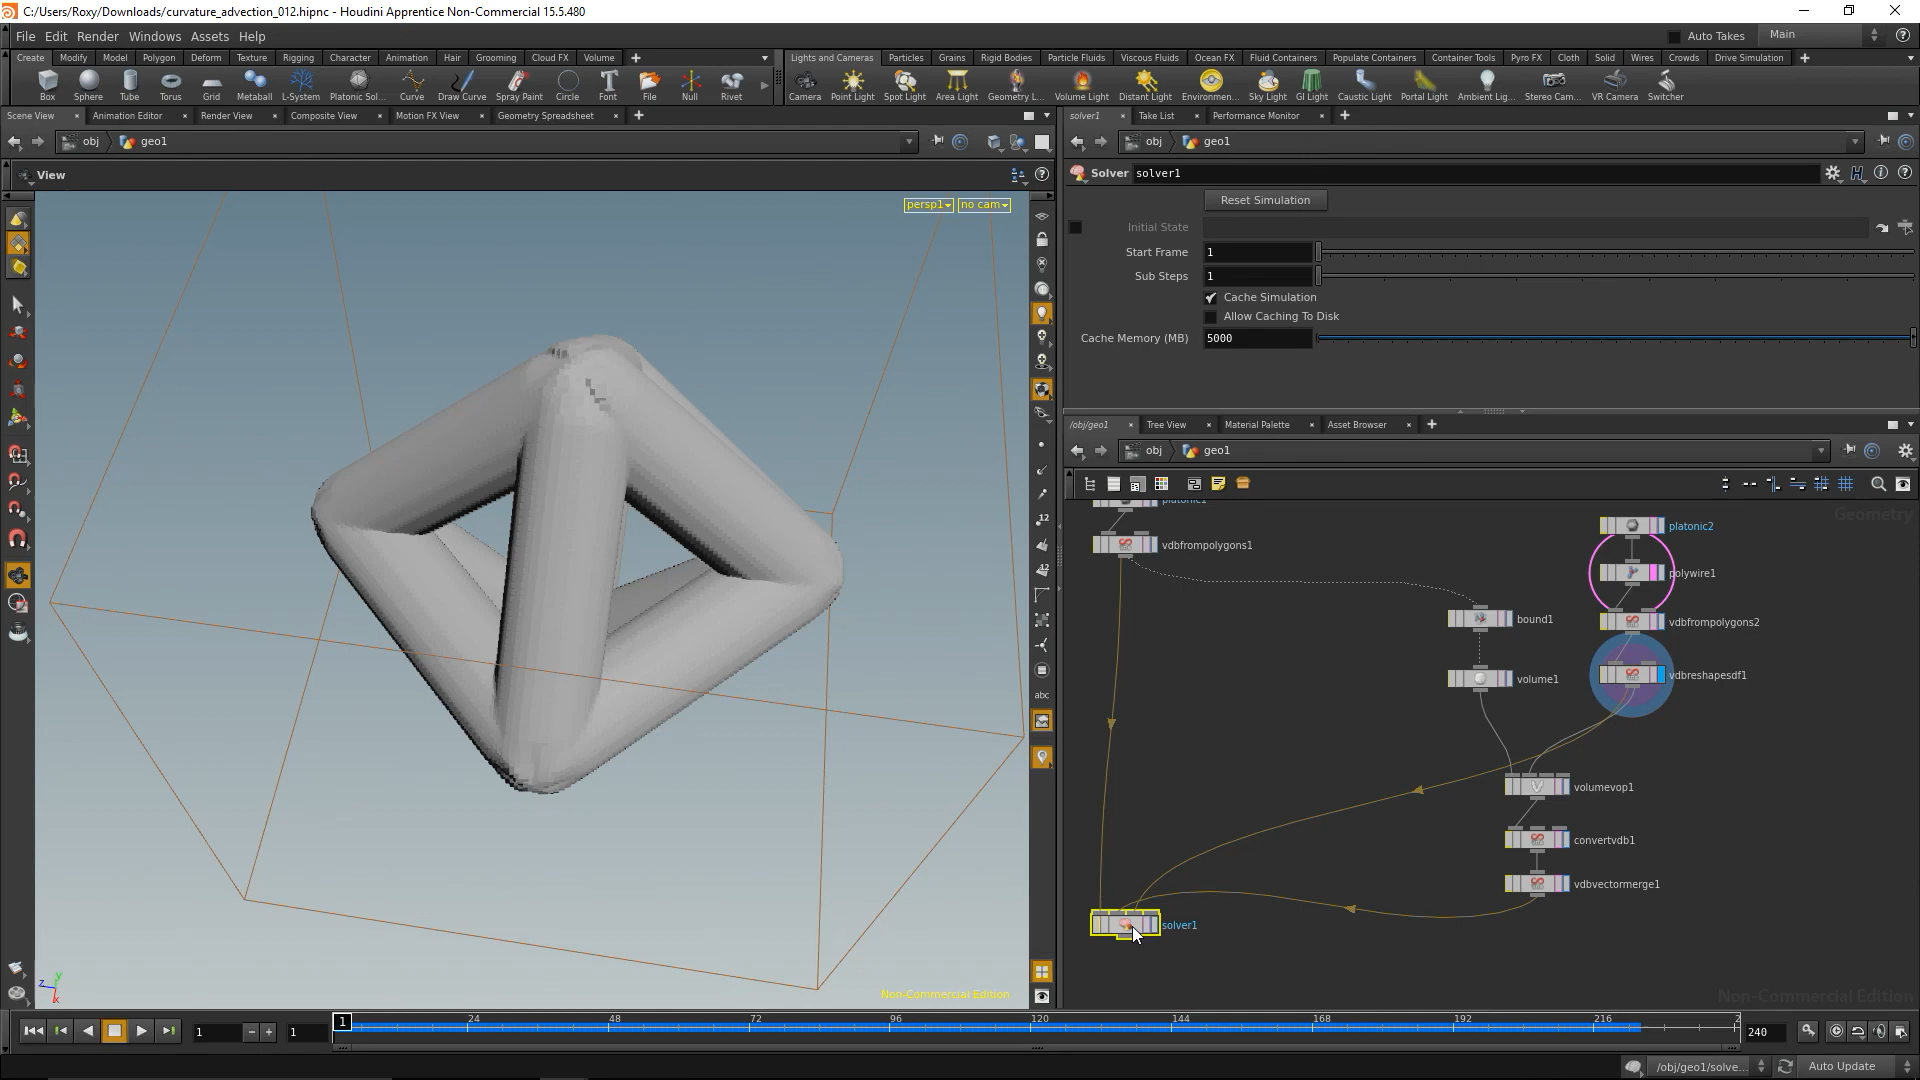 C:/Users/Roxy/Downloads/curvature_advection_012.hipnc - Houdini Apprentice Non-Commercial 15.5.480
File Edit Render Windows Assets Help
Auto Takes Main
Create Modify Model Polygon Deform Texture Rigging Character Animation Hair Grooming Cloud FX Volume
Lights and Cameras Particles Grains Rigid Bodies Particle Fluids Viscous Fluids Ocean FX Fluid Containers Populate Containers Container Tools Pyro FX Cloth Solid Wires Crowds Drive Simulation
Box Sphere Tube Torus Grid Metaball L-System Platonic Sol... Curve Draw Curve Spray Paint Circle Font File Null Rivet
Camera Point Light Spot Light Area Light Geometry L... Volume Light Distant Light Environmen... Sky Light GI Light Caustic Light Portal Light Ambient Lig... Stereo Cam... VR Camera Switcher
Scene View Animation Editor Render View Composite View Motion FX View Geometry Spreadsheet
solver1 Take List Performance Monitor
obj geo1
obj geo1
View
persp1 no cam
Solver solver1
Reset Simulation
Initial State
Start Frame 1
Sub Steps 1
Cache Simulation
Allow Caching To Disk
Cache Memory (MB) 5000
/obj/geo1 Tree View Material Palette Asset Browser
obj geo1
Geometry
platonic2
vdbfrompolygons1
polywire1
bound1
vdbfrompolygons2
volume1
vdbreshapesdf1
volumevop1
convertvdb1
vdbvectormerge1
solver1
12
12
abc
y
z
x
Non-Commercial Edition
Non-Commercial Edition
1 1
1 24 48 72 96 120 144 168 192 216 2
240
/obj/geo1/solve... Auto Update